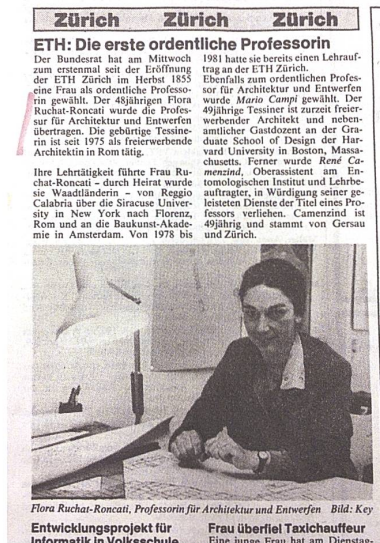 Zürich Zürich Zürich
ETH: Die erste ordentliche Professorin
Der Bundesrat hat am Mittwoch
zum erstenmal seit der Eröffnung
der ETH Zürich im Herbst 1855
eine Frau als ordentliche Professo-
rin gewählt. Der 48jährigen Flora
Ruchat-Roncati wurde die Profes-
sur für Architektur und Entwerfen
übertragen. Die gebürtige Tessine-
rin ist seit 1975 als freierwerbende
Architektin in Rom tätig.
Ihre Lehrtätigkeit führte Frau Ru-
chat-Roncati – durch Heirat wurde
sie Waadtländerin – von Reggio
Calabria über die Siracuse Univer-
sity in New York nach Florenz,
Rom und an die Baukunst-Akade-
mie in Amsterdam. Von 1978 bis
1981 hatte sie bereits einen Lehrauf-
trag an der ETH Zürich.
Ebenfalls zum ordentlichen Profes-
sor für Architektur und Entwerfen
wurde Mario Campi gewählt. Der
49jährige Tessiner ist zurzeit freier-
werbender Architekt und neben-
amtlicher Gastdozent an der Gra-
duate School of Design der Har-
vard University in Boston, Massa-
chusetts. Ferner wurde René Ca-
menzind, Oberassistent am En-
tomologischen Institut und Lehrbe-
auftragter, in Würdigung seiner ge-
leisteten Dienste der Titel eines Pro-
fessors verliehen. Camenzind ist
49jährig und stammt von Gersau
und Zürich.
Flora Ruchat-Roncati, Professorin für Architektur und Entwerfen Bild: Key
Entwicklungsprojekt für
Informatik in Volksschule
Frau überfiel Taxichauffeur
Eine junge Frau hat am Dienstag-